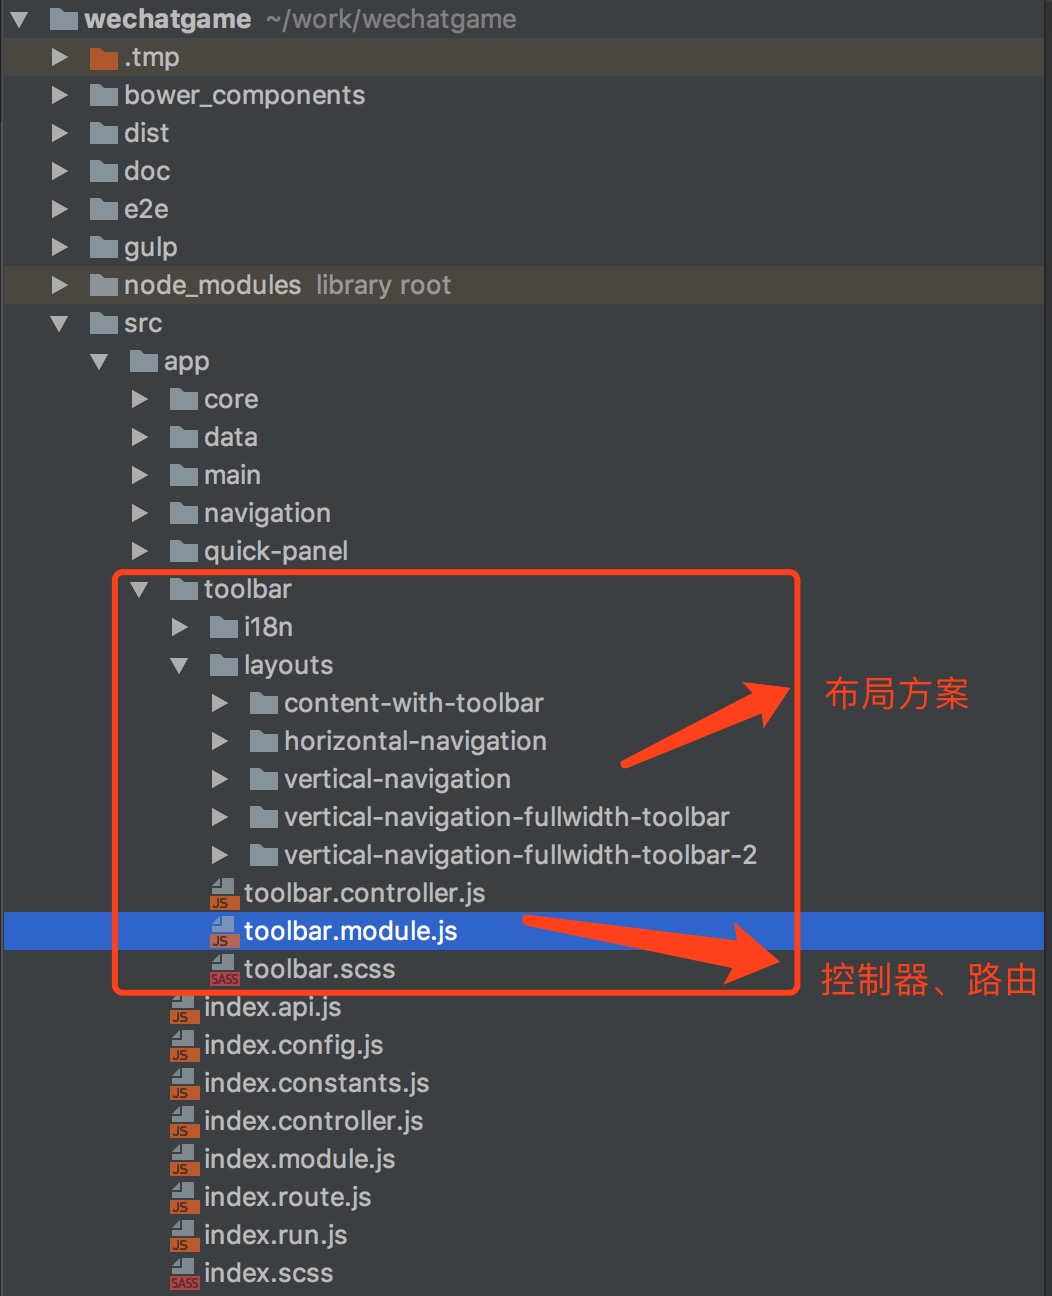 wechatgame ~/work/wechatgame
.tmp
bower_components
dist
doc
e2e
gulp
node_modules library root
src
app
core
data
main
navigation
quick-panel
toolbar
i18n
layouts
布局方案
content-with-toolbar
horizontal-navigation
vertical-navigation
vertical-navigation-fullwidth-toolbar
vertical-navigation-fullwidth-toolbar-2
JS toolbar.controller.js
JS toolbar.module.js
SASS toolbar.scss
控制器、路由
JS index.api.js
JS index.config.js
JS index.constants.js
JS index.controller.js
JS index.module.js
JS index.route.js
JS index.run.js
SASS index.scss